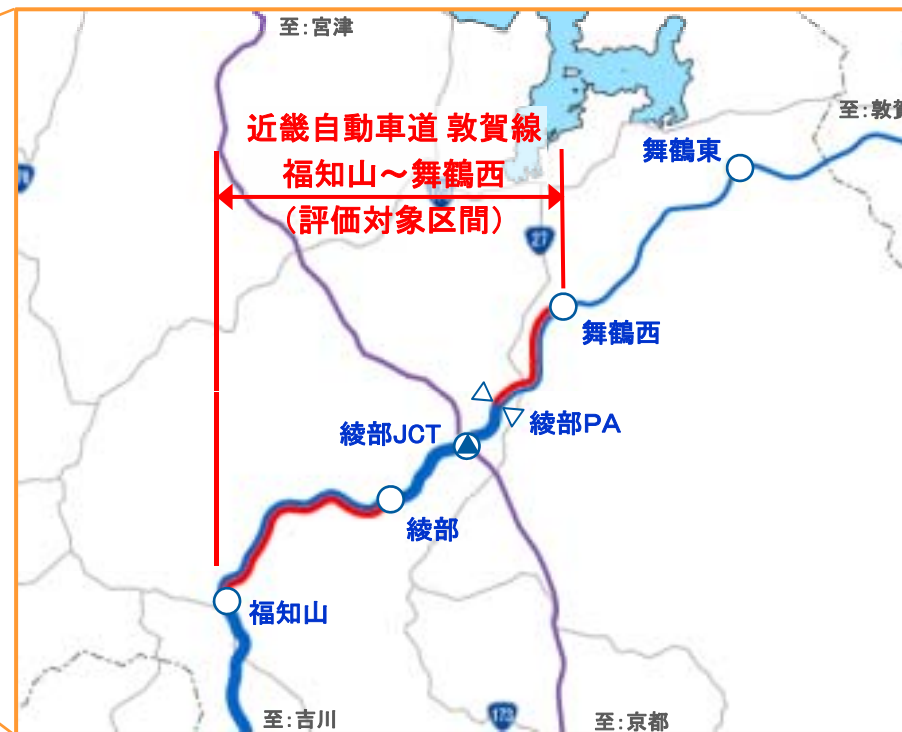 至:宮津
近畿自動車道 敦賀線
福知山～舞鶴西
(評価対象区間)
至:敦賀
舞鶴東
27
舞鶴西
綾部JCT
綾部PA
綾部
福知山
至:吉川
173
至:京都